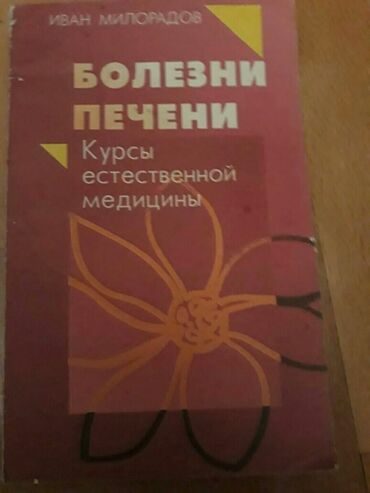 ИВАН МИЛОРАДОВ
БОЛЕЗНИ
ПЕЧЕНИ
Курсы
естественной
медицины